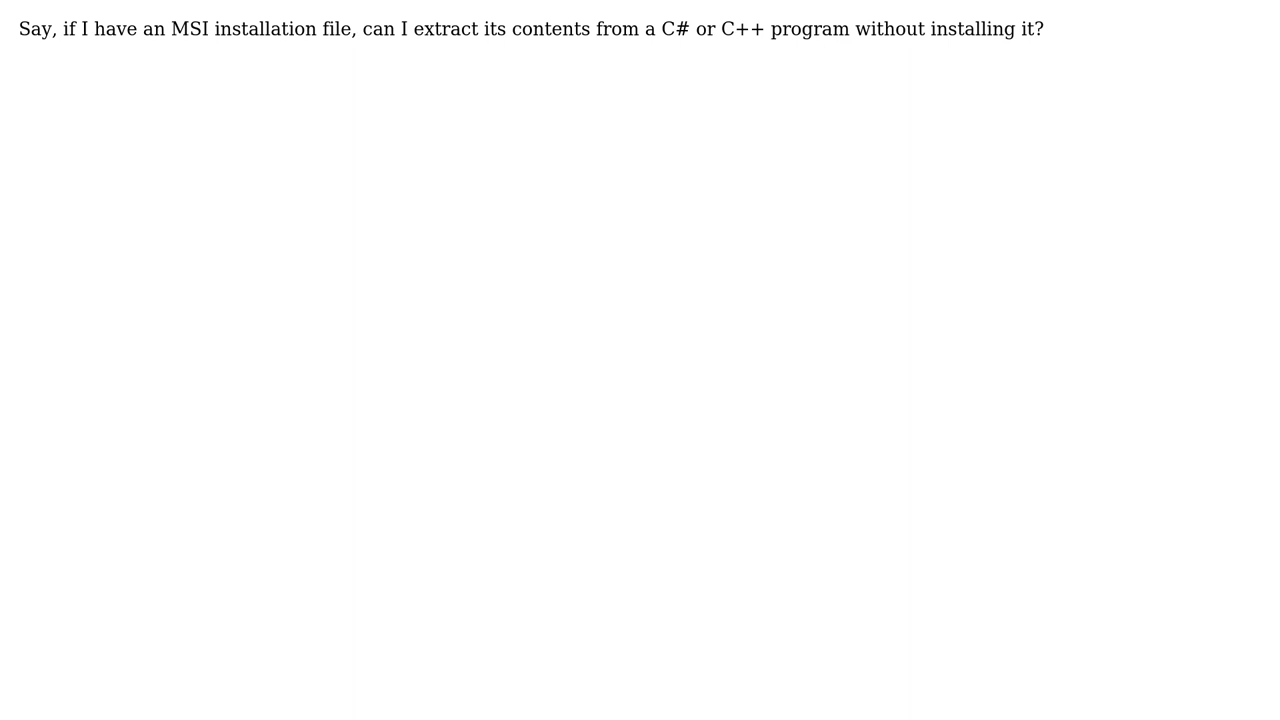 Say, if I have an MSI installation file, can I extract its contents from a C# or C++ program without installing it?